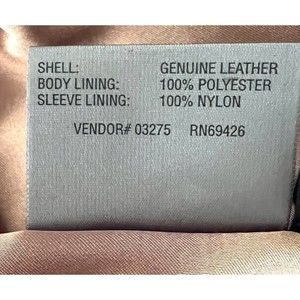 SHELL: GENUINE LEATHER
BODY LINING: 100% POLYESTER
SLEEVE LINING: 100% NYLON
VENDOR# 03275 RN69426